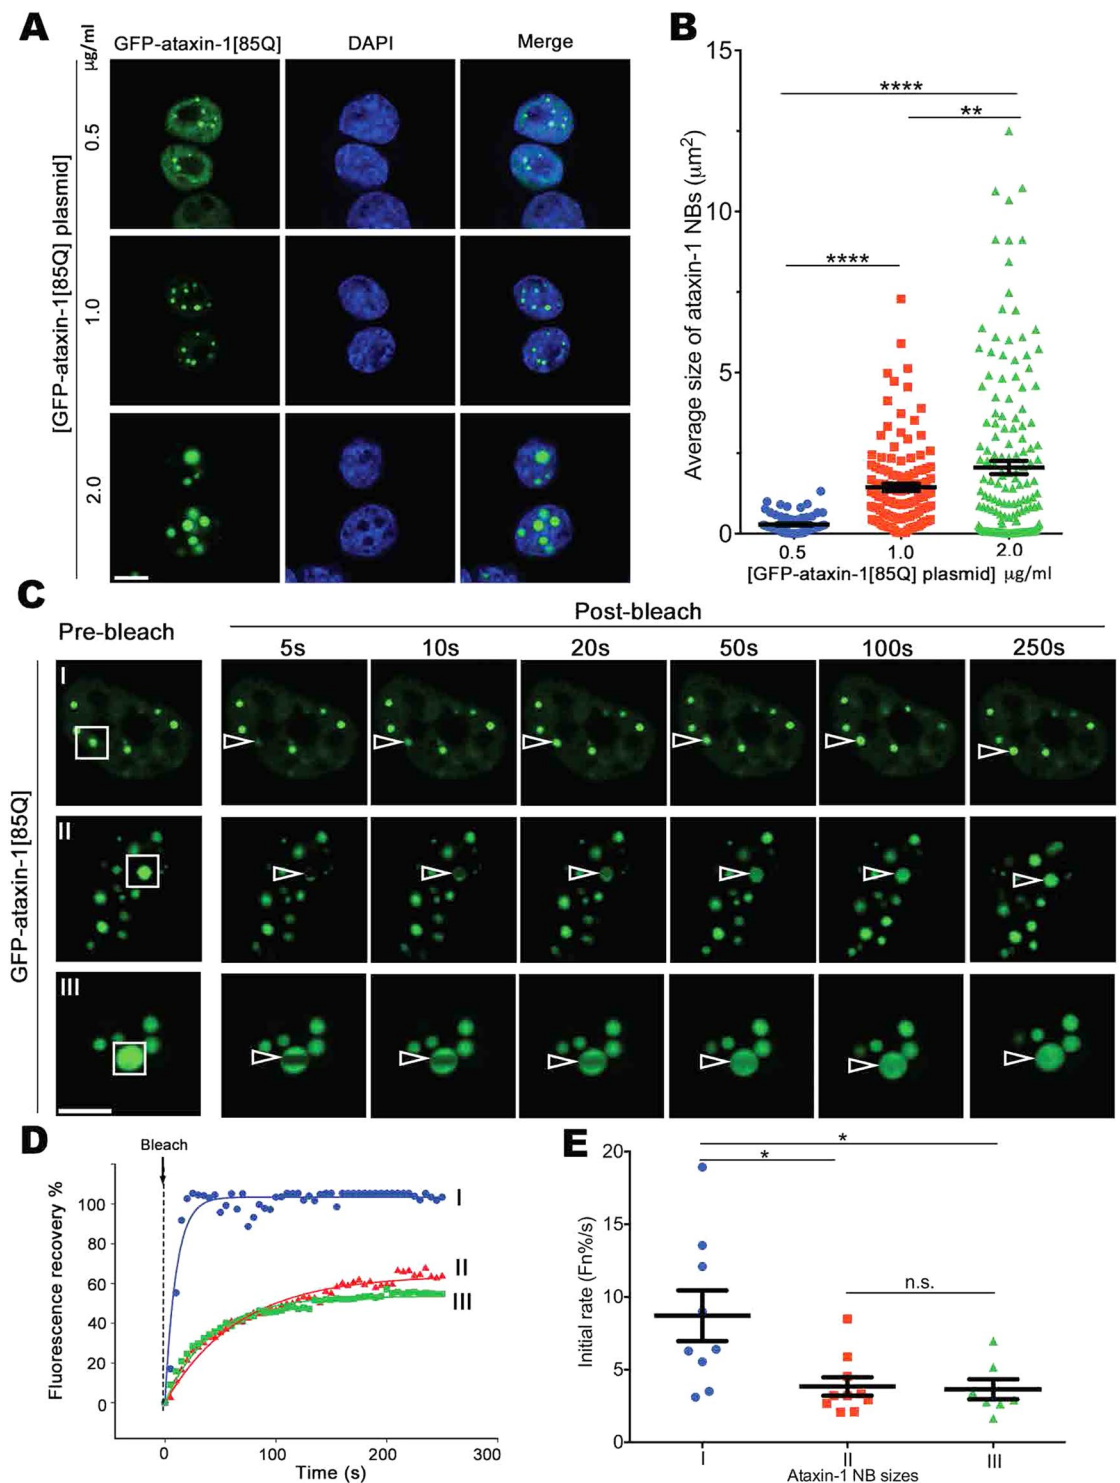 A
µg/ml
GFP-ataxin-1[85Q]
DAPI
Merge
[GFP-ataxin-1[85Q] plasmid]
0.5
1.0
2.0
B
Average size of ataxin-1 NBs (µm²)
15
10
5
0
****
**
****
0.5
1.0
2.0
[GFP-ataxin-1[85Q] plasmid] µg/ml
C
Pre-bleach
Post-bleach
5s
10s
20s
50s
100s
250s
GFP-ataxin-1[85Q]
I
II
III
D
Bleach
Fluorescence recovery %
100
80
60
40
20
0
I
II
III
0
100
200
300
Time (s)
E
Initial rate (Fn%/s)
20
15
10
5
0
*
*
n.s.
I
II
III
Ataxin-1 NB sizes